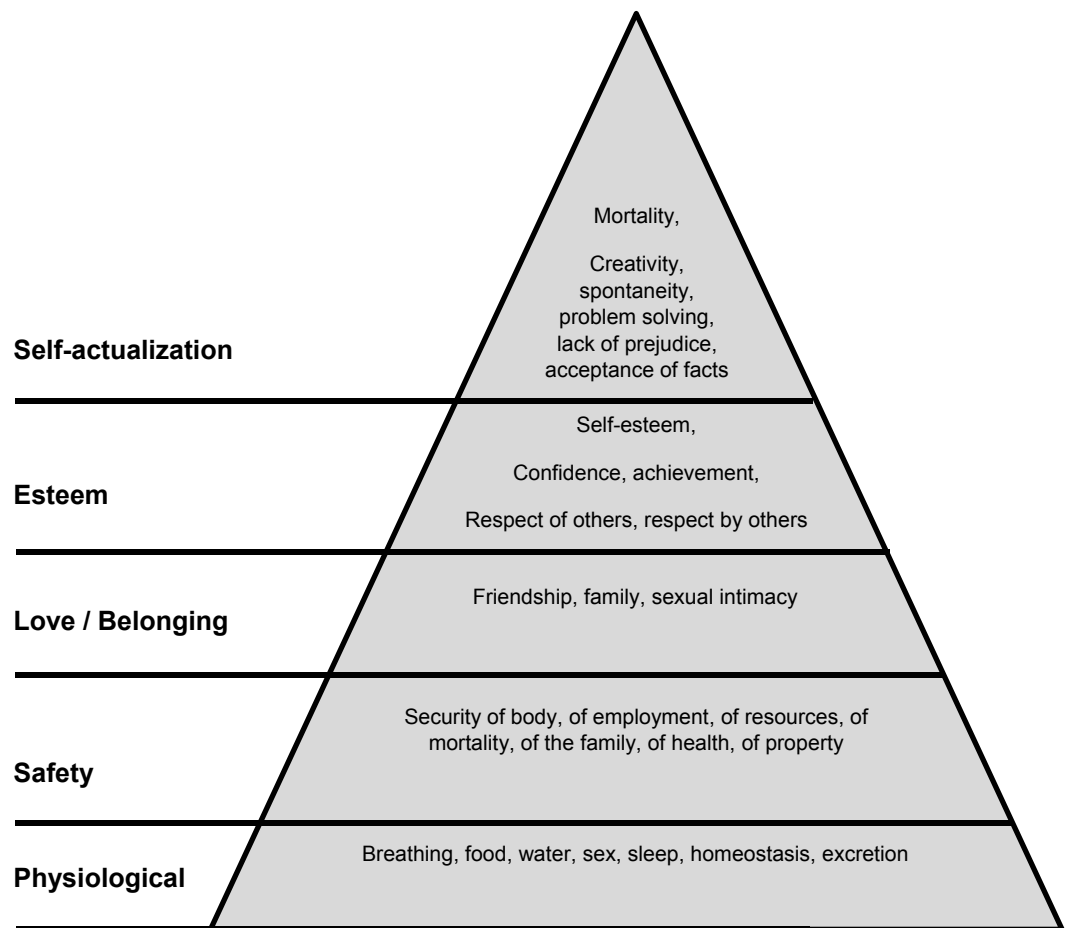 Mortality,
Creativity,
spontaneity,
problem solving,
lack of prejudice,
acceptance of facts
Self-actualization
Self-esteem,
Confidence, achievement,
Respect of others, respect by others
Esteem
Friendship, family, sexual intimacy
Love / Belonging
Security of body, of employment, of resources, of
mortality, of the family, of health, of property
Safety
Breathing, food, water, sex, sleep, homeostasis, excretion
Physiological